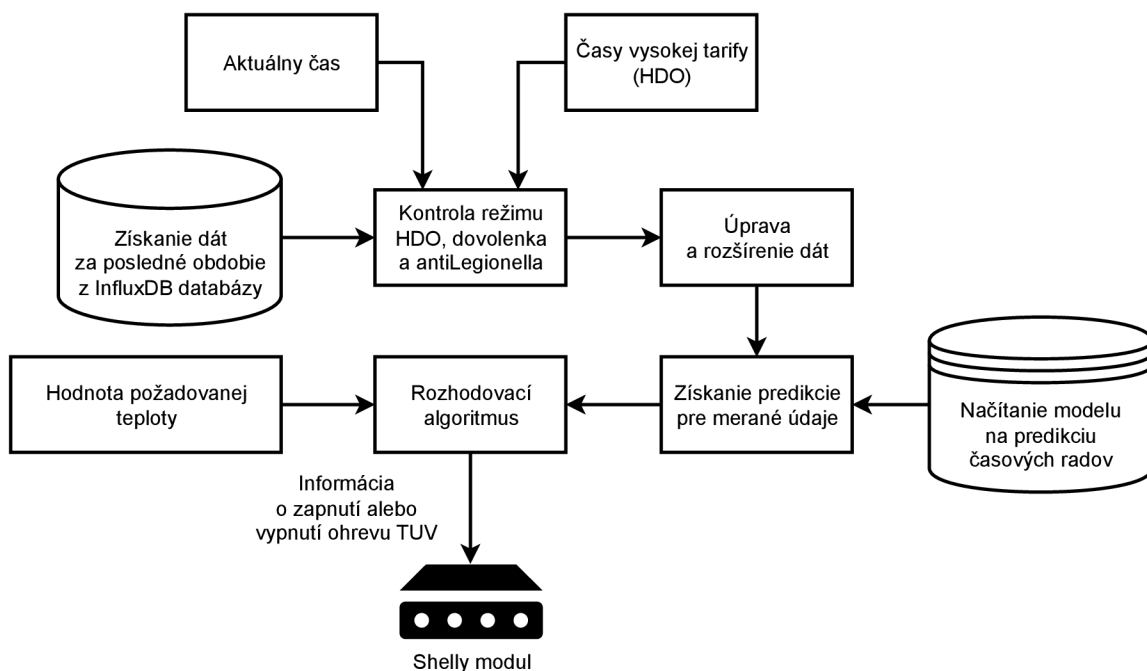 Aktuálny čas
Časy vysokej tarify
(HDO)
Získanie dát
za posledné obdobie
z InfluxDB databázy
Kontrola režimu
HDO, dovolenka
a antiLegionella
Úprava
a rozšírenie dát
Hodnota požadovanej
teploty
Rozhodovací
algoritmus
Získanie predikcie
pre merané údaje
Načítanie modelu
na predikciu
časových radov
Informácia
o zapnutí alebo
vypnutí ohrevu TUV
Shelly modul